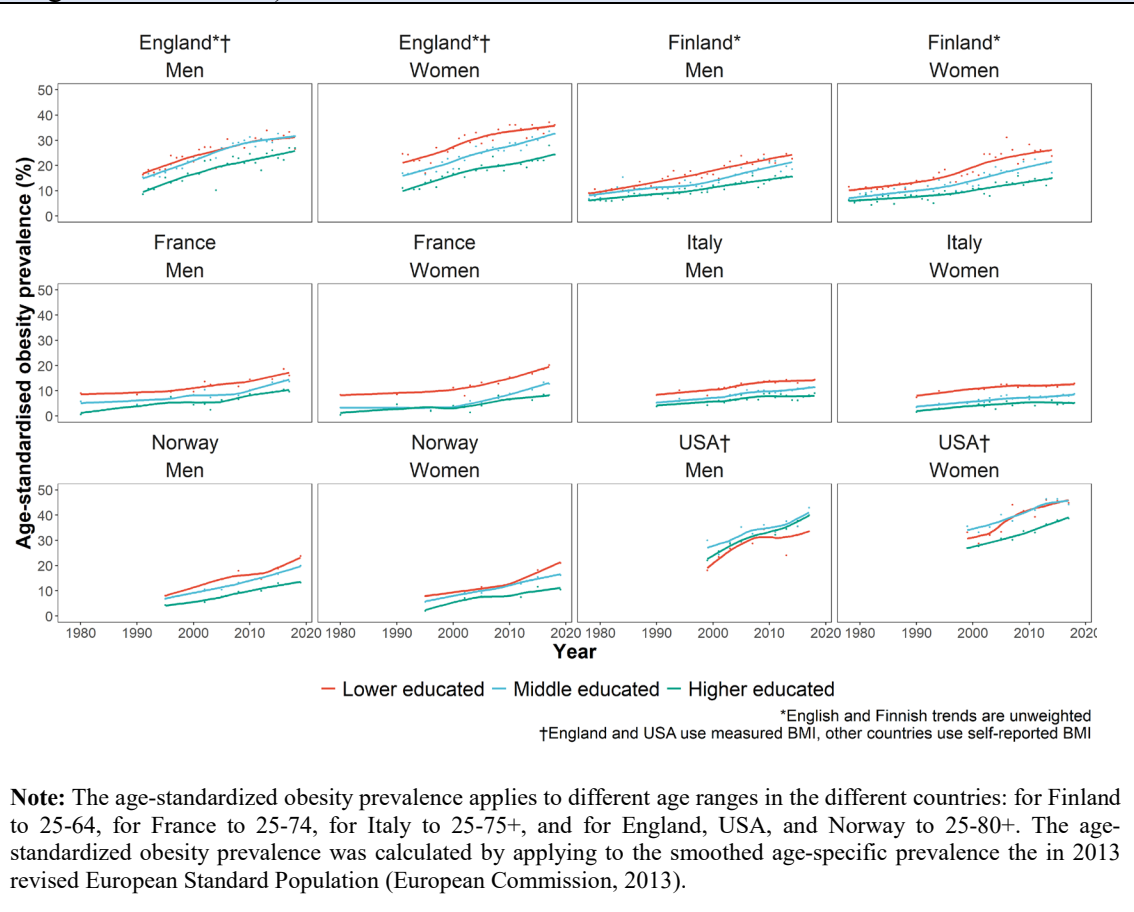 England*† England*† Finland* Finland*
Men Women Men Women
50
40
30
20
10
0
France France Italy Italy
Men Women Men Women
50
40
30
20
10
0
Norway Norway USA† USA†
Men Women Men Women
50
40
30
20
10
0
Age-standardised obesity prevalence (%)
1980 1990 2000 2010 2020 1980 1990 2000 2010 2020 1980 1990 2000 2010 2020 1980 1990 2000 2010 2020
Year
Lower educated Middle educated Higher educated
*English and Finnish trends are unweighted
†England and USA use measured BMI, other countries use self-reported BMI
Note: The age-standardized obesity prevalence applies to different age ranges in the different countries: for Finland
to 25-64, for France to 25-74, for Italy to 25-75+, and for England, USA, and Norway to 25-80+. The age-
standardized obesity prevalence was calculated by applying to the smoothed age-specific prevalence the in 2013
revised European Standard Population (European Commission, 2013).